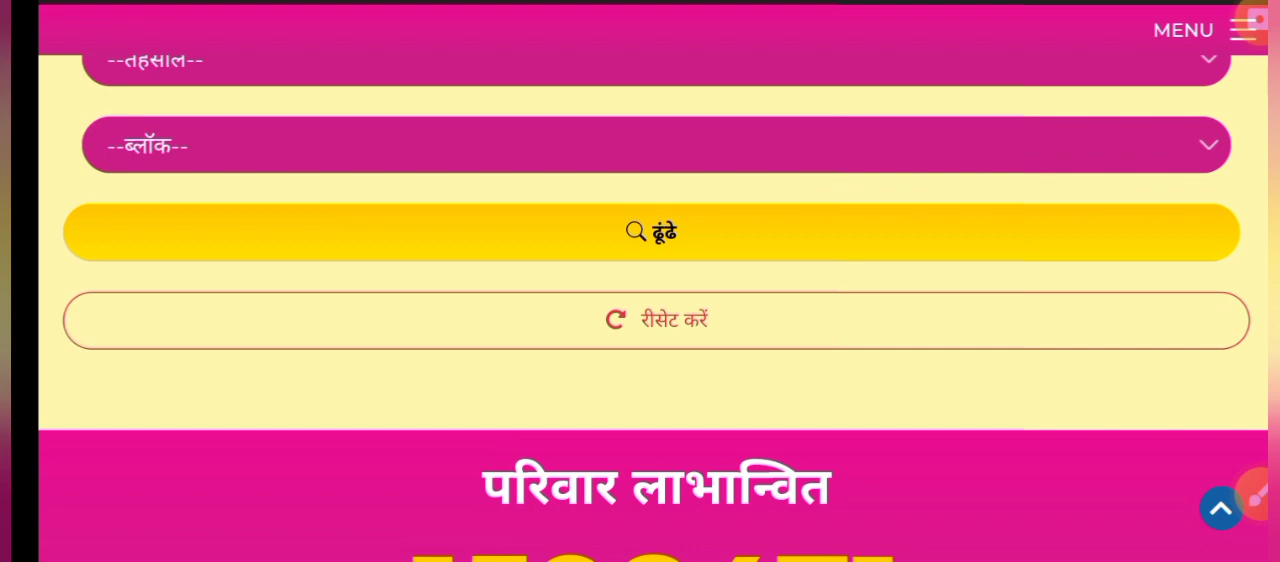 MENU
--तहसील--
--ब्लॉक--
ढूंढे
रीसेट करें
परिवार लाभान्वित